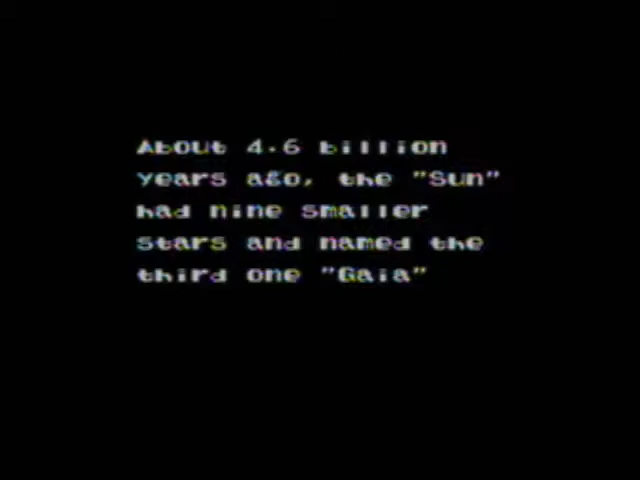 About 4.6 billion
years ago, the "Sun"
had nine smaller
stars and named the
third one "Gaia"